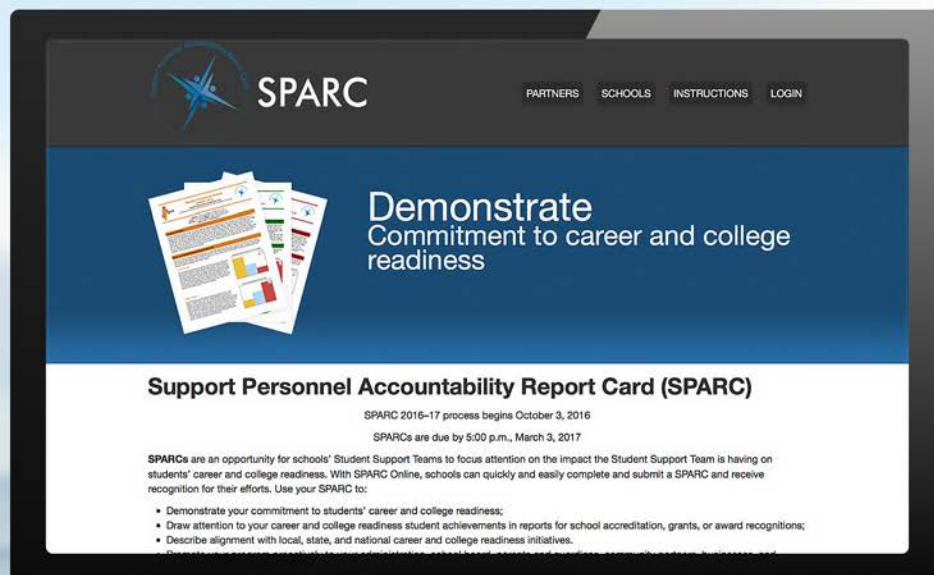 SPARC
PARTNERS SCHOOLS INSTRUCTIONS LOGIN
Demonstrate
Commitment to career and college
readiness
Support Personnel Accountability Report Card (SPARC)
SPARC 2016–17 process begins October 3, 2016
SPARCs are due by 5:00 p.m., March 3, 2017
SPARCs are an opportunity for schools' Student Support Teams to focus attention on the impact the Student Support Team is having on
students' career and college readiness. With SPARC Online, schools can quickly and easily complete and submit a SPARC and receive
recognition for their efforts. Use your SPARC to:
• Demonstrate your commitment to students' career and college readiness;
• Draw attention to your career and college readiness student achievements in reports for school accreditation, grants, or award recognitions;
• Describe alignment with local, state, and national career and college readiness initiatives.